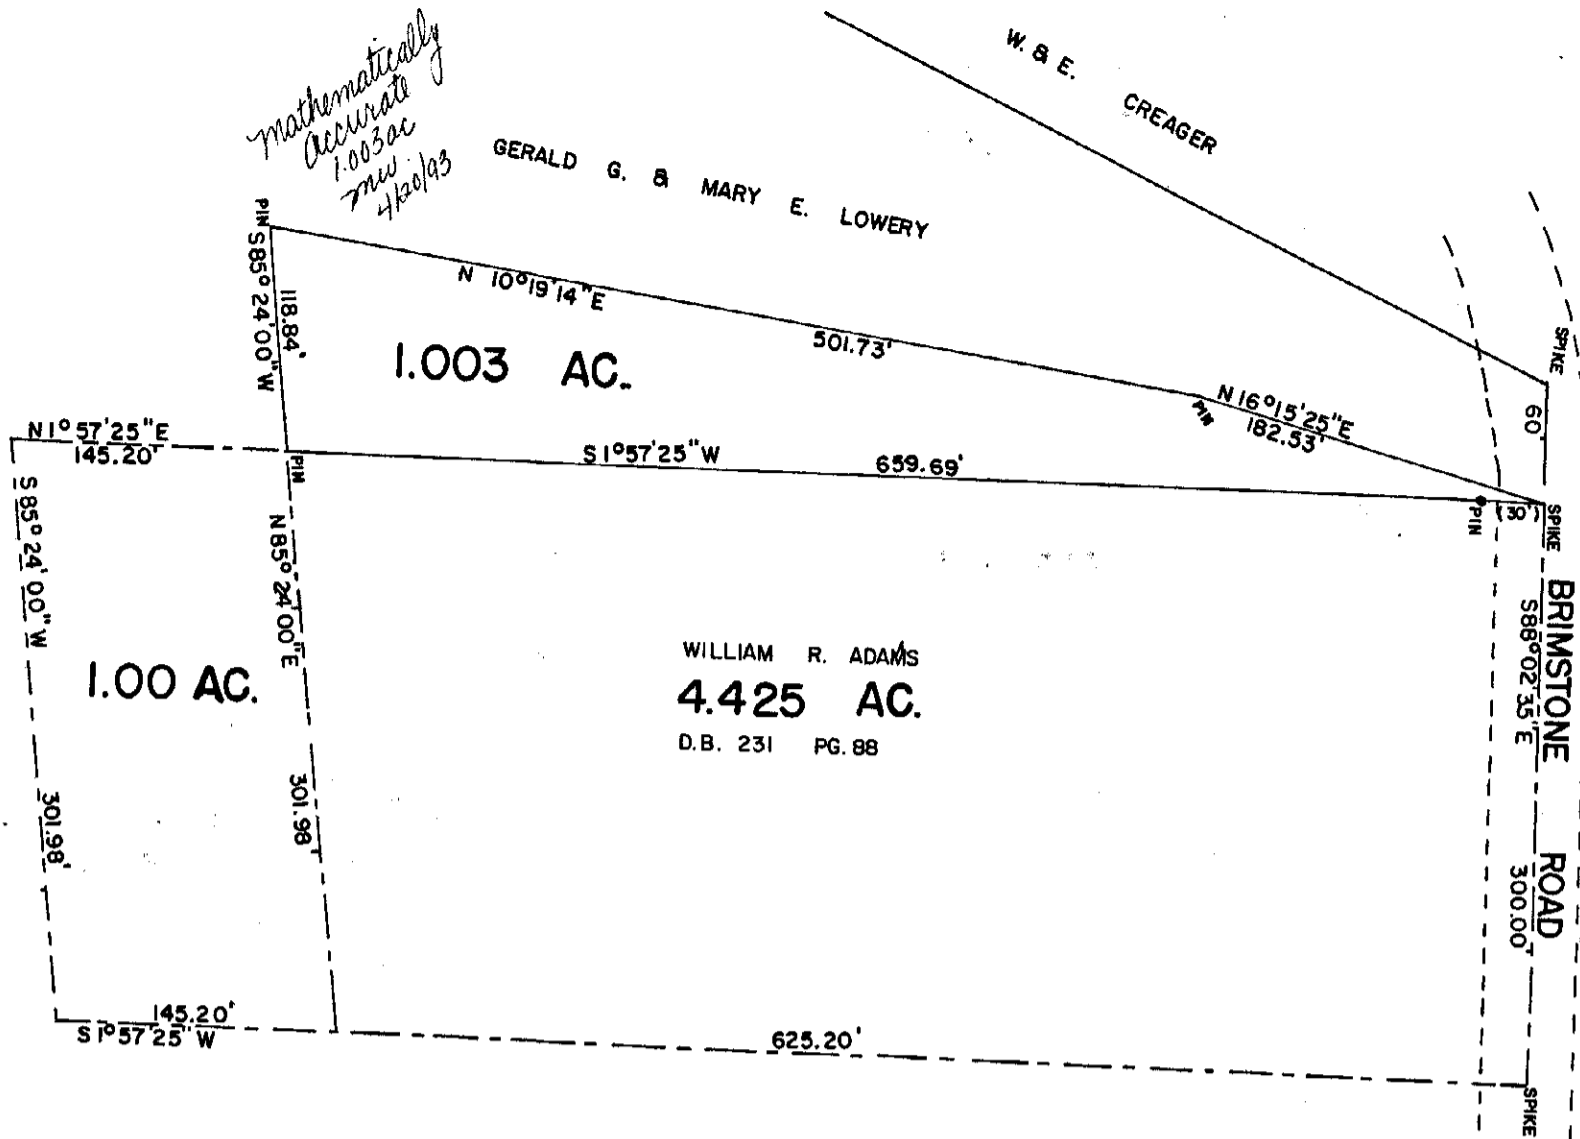 mathematically
accurate
1.003ac
mw
4/20/93
W. & E. CREAGER
GERALD G. & MARY E. LOWERY
PIN
S85° 24' 00" W
118.84'
N 10°19'14"E
501.73'
1.003 AC.
N 16°15'25"E
182.53'
PIN
SPIKE
60'
N1° 57'25"E
145.20'
PIN
S1°57'25"W
659.69'
PIN
(30')
SPIKE
S85° 24' 00" W
301.98'
1.00 AC.
N85° 24'00"E
301.98'
WILLIAM R. ADAMS
4.425 AC.
D.B. 231 PG. 88
BRIMSTONE ROAD
S88°02'35"E
300.00'
145.20'
S1°57'25"W
625.20'
SPIKE